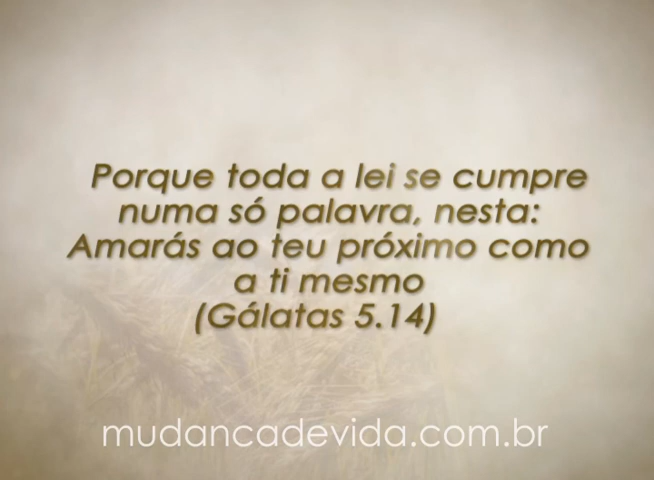 Porque toda a lei se cumpre
numa só palavra, nesta:
Amarás ao teu próximo como
a ti mesmo
(Gálatas 5.14)
mudancadevida.com.br